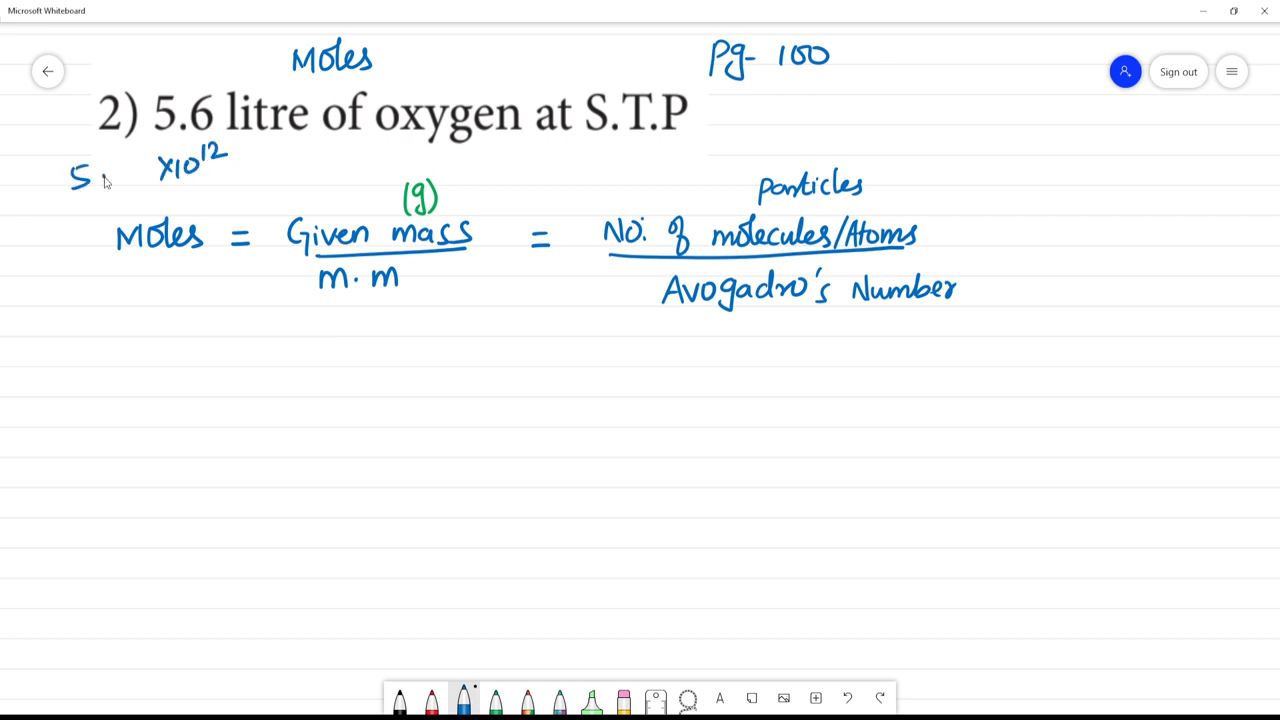 Microsoft Whiteboard
Moles
Pg- 100
Sign out
2) 5.6 litre of oxygen at S.T.P
×10¹²
5 .
(g)
particles
Moles = Given mass = No: of molecules/Atoms
m.m Avogadro's Number
A